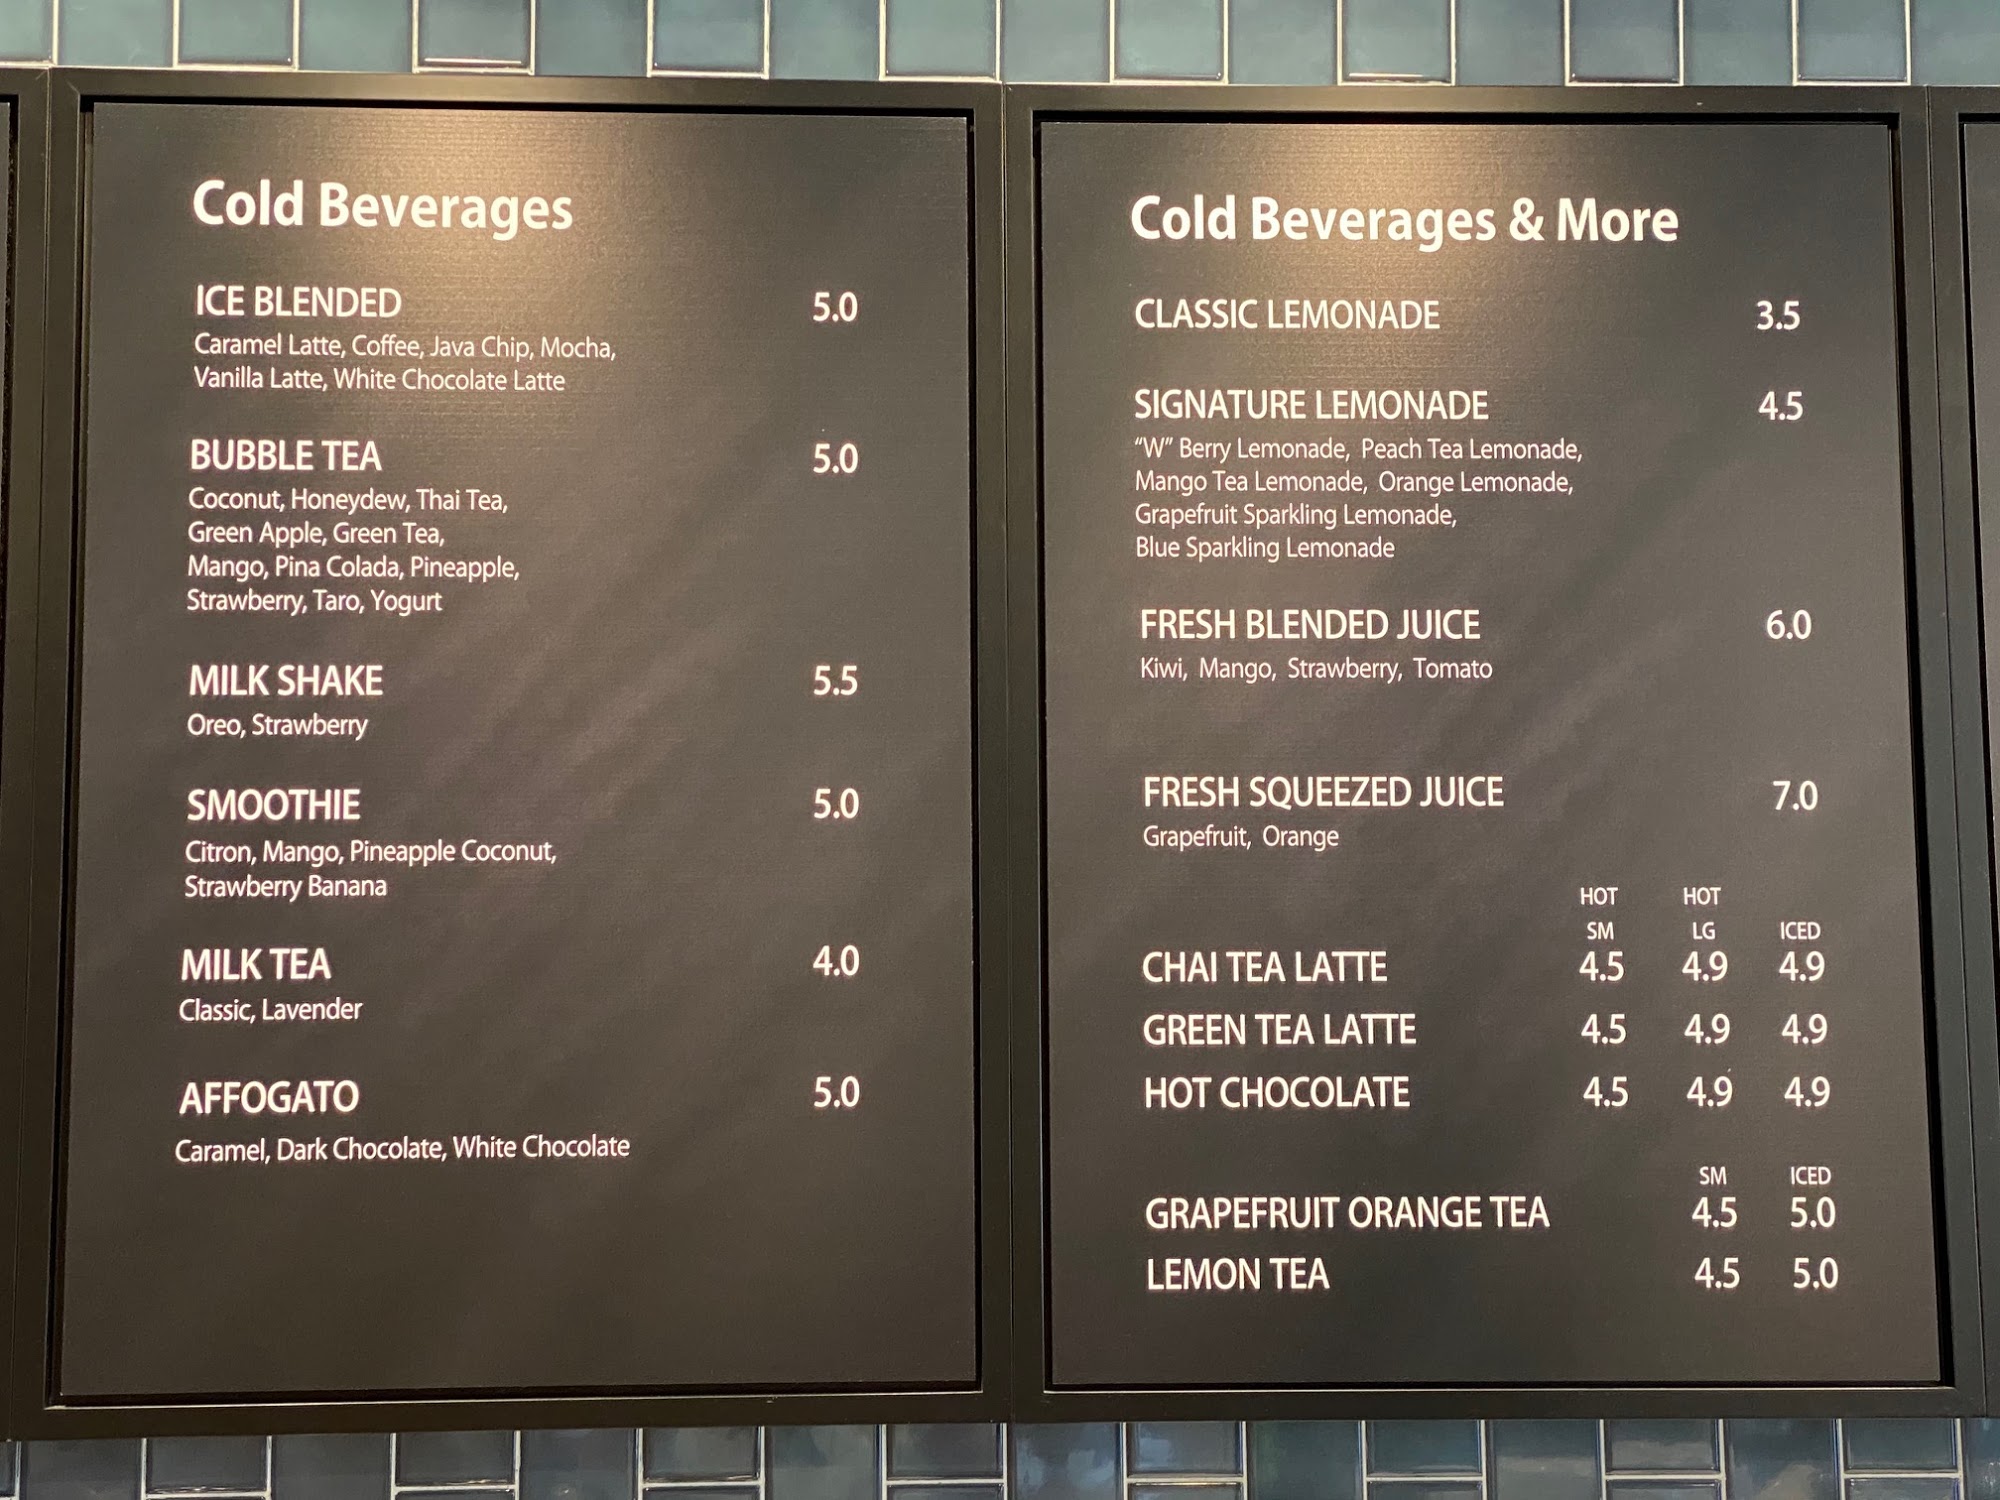 Cold Beverages
ICE BLENDED 5.0
Caramel Latte, Coffee, Java Chip, Mocha,
Vanilla Latte, White Chocolate Latte
BUBBLE TEA 5.0
Coconut, Honeydew, Thai Tea,
Green Apple, Green Tea,
Mango, Pina Colada, Pineapple,
Strawberry, Taro, Yogurt
MILK SHAKE 5.5
Oreo, Strawberry
SMOOTHIE 5.0
Citron, Mango, Pineapple Coconut,
Strawberry Banana
MILK TEA 4.0
Classic, Lavender
AFFOGATO 5.0
Caramel, Dark Chocolate, White Chocolate
Cold Beverages & More
CLASSIC LEMONADE 3.5
SIGNATURE LEMONADE 4.5
“W” Berry Lemonade, Peach Tea Lemonade,
Mango Tea Lemonade, Orange Lemonade,
Grapefruit Sparkling Lemonade,
Blue Sparkling Lemonade
FRESH BLENDED JUICE 6.0
Kiwi, Mango, Strawberry, Tomato
FRESH SQUEEZED JUICE 7.0
Grapefruit, Orange
HOT HOT
SM LG ICED
CHAI TEA LATTE 4.5 4.9 4.9
GREEN TEA LATTE 4.5 4.9 4.9
HOT CHOCOLATE 4.5 4.9 4.9
SM ICED
GRAPEFRUIT ORANGE TEA 4.5 5.0
LEMON TEA 4.5 5.0